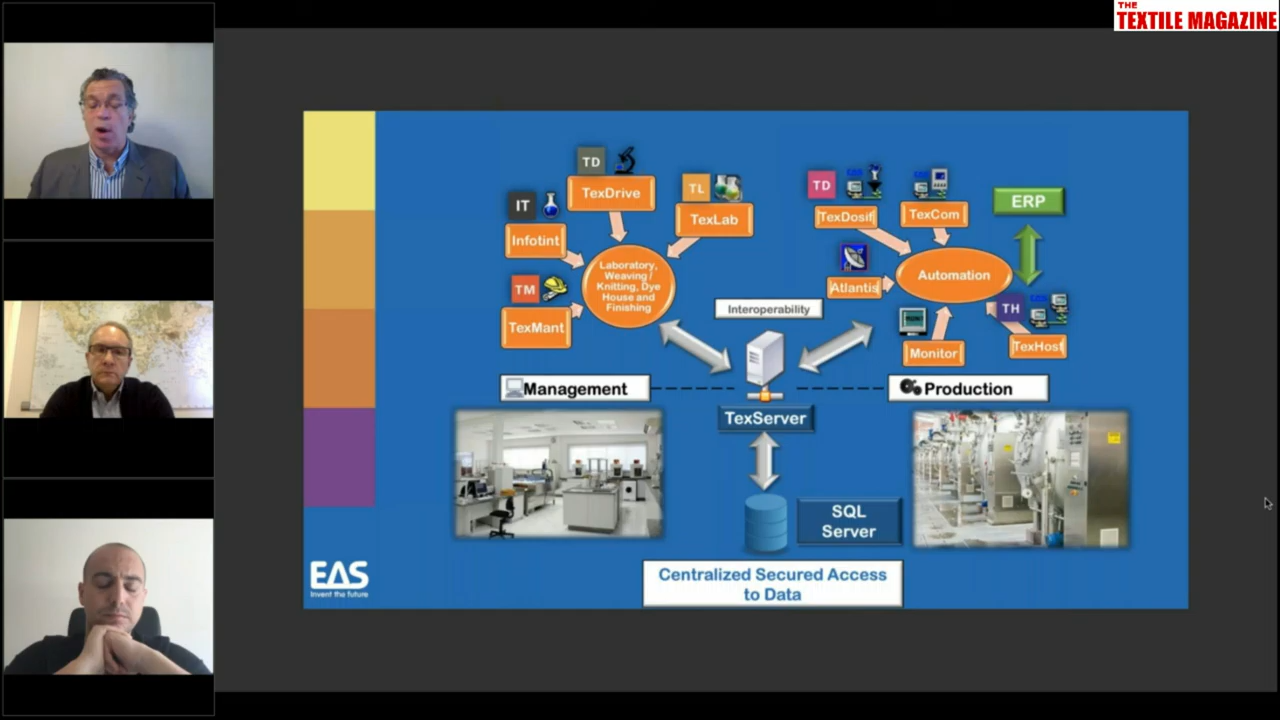 THE
TEXTILE MAGAZINE
TD
TexDrive
TL
TexLab
IT
Infotint
TM
TexMant
Laboratory,
Weaving /
Knitting, Dye
House and
Finishing
TD
TexDosif
TexCom
ERP
Atlantis
Automation
Monitor
TH
TexHost
Interoperability
Management
Production
TexServer
SQL
Server
Centralized Secured Access
to Data
EAS
Invent the future